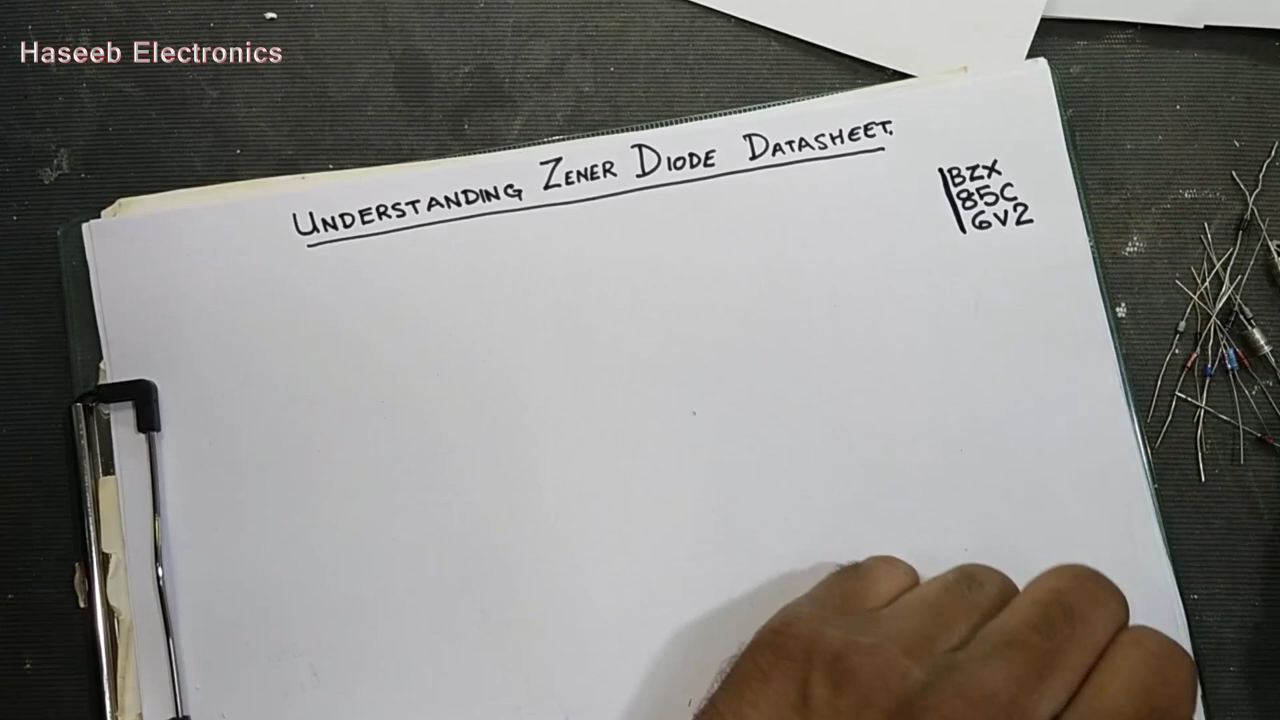 Haseeb Electronics
UNDERSTANDING ZENER DIODE DATASHEET.
BZX
85C
6V2